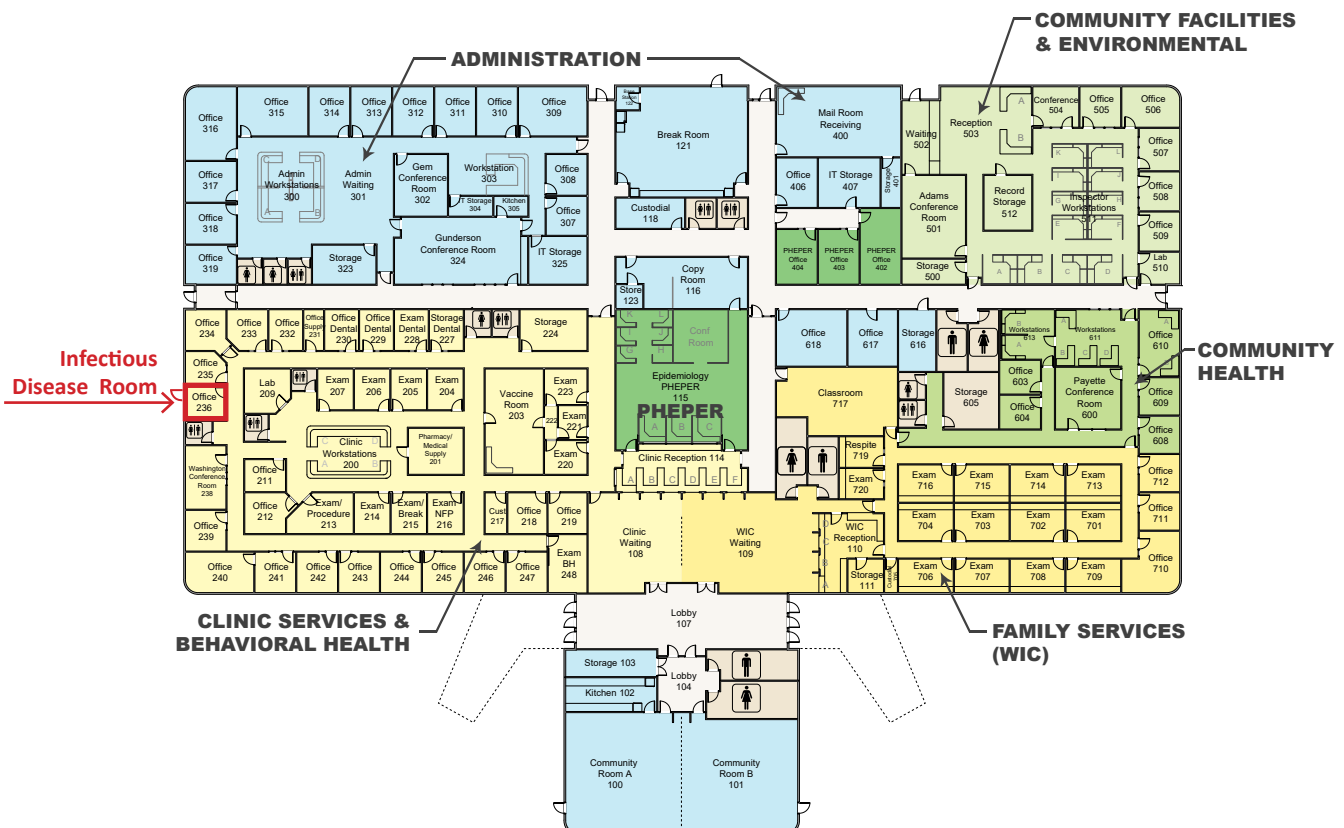 COMMUNITY FACILITIES
& ENVIRONMENTAL
ADMINISTRATION
Office
316
Office
315
Office
314
Office
313
Office
312
Office
311
Office
310
Office
309
Office
317
Office
318
Office
319
Admin
Workstations
300
C
D
A
B
Admin
Waiting
301
Gem
Conference
Room
302
Workstation
303
IT Storage
304
Kitchen
305
Office
308
Office
307
IT Storage
325
Gunderson
Conference Room
324
Storage
323
Break Room
121
Custodial
118
Copy
Room
116
Store
123
Mail Room
Receiving
400
Office
406
IT Storage
407
Storage
401
PHEPER
Office
404
PHEPER
Office
403
PHEPER
Office
402
Waiting
502
Reception
503
A
B
Conference
504
Office
505
Office
506
Office
507
Office
508
Office
509
Lab
510
K
L
I
J
G
H
E
F
Inspector
Workstations
Record
Storage
512
Adams
Conference
Room
501
Storage
500
A
B
C
D
Infectious
Disease Room
Office
234
Office
233
Office
232
Office
Supply
231
Office
Dental
230
Office
Dental
229
Exam
Dental
228
Storage
Dental
227
Storage
224
Office
235
Office
236
Washington
Conference
Room
238
Office
239
Office
240
Office
241
Office
242
Office
243
Office
244
Office
245
Office
246
Office
247
Exam
BH
248
Lab
209
Exam
207
Exam
206
Exam
205
Exam
204
Vaccine
Room
203
Exam
223
222
Exam
221
Exam
220
Clinic
Workstations
200
C
D
A
B
Pharmacy/
Medical
Supply
201
Office
211
Office
212
Exam/
Procedure
213
Exam
214
Exam/
Break
215
Exam
NFP
216
Cust
217
Office
218
Office
219
K
L
I
J
G
H
Conf
Room
Epidemiology
PHEPER
115
PHEPER
A
B
C
Clinic Reception 114
A
B
C
D
E
F
Clinic
Waiting
108
WIC
Waiting
109
Office
618
Office
617
Storage
616
Classroom
717
Respite
719
Exam
720
WIC
Reception
110
D
C
B
A
Storage
111
Storage
605
B
Workstations
613
A
A
Workstations
611
B
C
D
Office
603
Office
604
Payette
Conference
Room
600
A
Office
610
Office
609
Office
608
COMMUNITY
HEALTH
Exam
716
Exam
715
Exam
714
Exam
713
Exam
704
Exam
703
Exam
702
Exam
701
Exam
706
Exam
707
Exam
708
Exam
709
Office
712
Office
711
Office
710
CLINIC SERVICES &
BEHAVIORAL HEALTH
FAMILY SERVICES
(WIC)
Lobby
107
Storage 103
Kitchen 102
Lobby
104
Community
Room A
100
Community
Room B
101